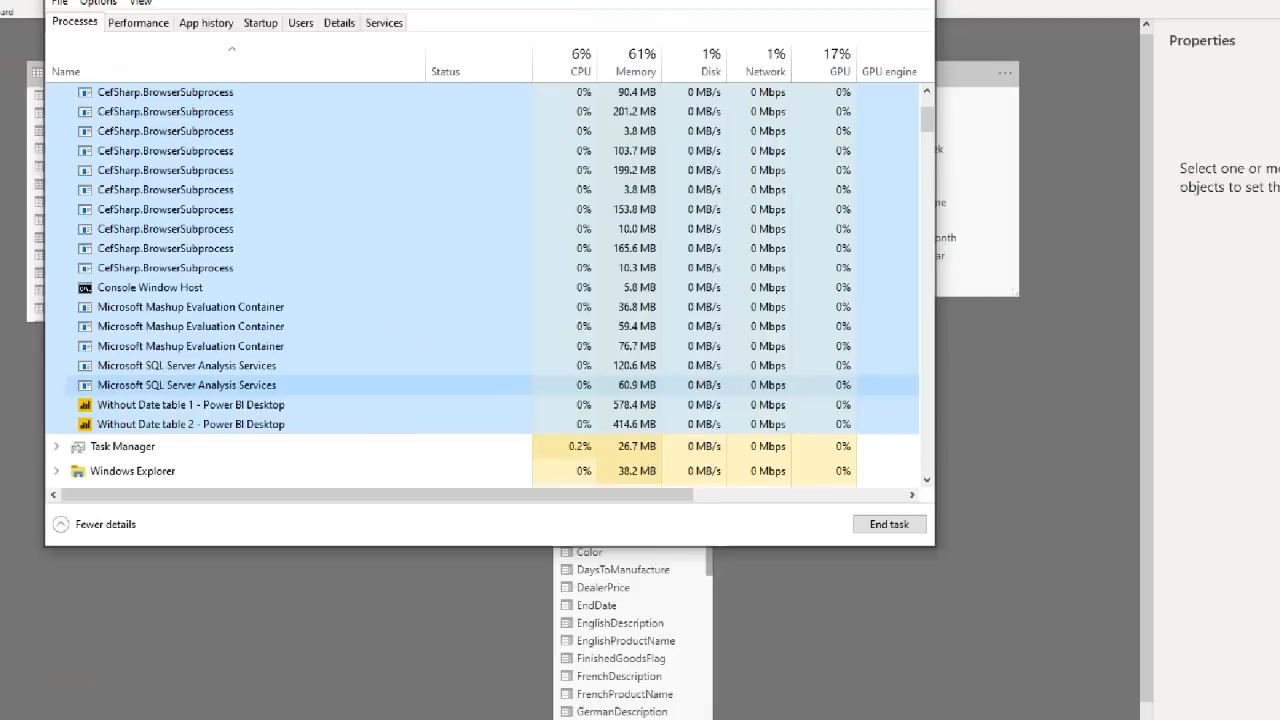 ard
File Options View
Processes Performance App history Startup Users Details Services
6% 61% 1% 1% 17%
Name Status CPU Memory Disk Network GPU GPU engine
CefSharp.BrowserSubprocess 0% 90.4 MB 0 MB/s 0 Mbps 0%
CefSharp.BrowserSubprocess 0% 201.2 MB 0 MB/s 0 Mbps 0%
CefSharp.BrowserSubprocess 0% 3.8 MB 0 MB/s 0 Mbps 0%
CefSharp.BrowserSubprocess 0% 103.7 MB 0 MB/s 0 Mbps 0%
CefSharp.BrowserSubprocess 0% 199.2 MB 0 MB/s 0 Mbps 0%
CefSharp.BrowserSubprocess 0% 3.8 MB 0 MB/s 0 Mbps 0%
CefSharp.BrowserSubprocess 0% 153.8 MB 0 MB/s 0 Mbps 0%
CefSharp.BrowserSubprocess 0% 10.0 MB 0 MB/s 0 Mbps 0%
CefSharp.BrowserSubprocess 0% 165.6 MB 0 MB/s 0 Mbps 0%
CefSharp.BrowserSubprocess 0% 10.3 MB 0 MB/s 0 Mbps 0%
Console Window Host 0% 5.8 MB 0 MB/s 0 Mbps 0%
Microsoft Mashup Evaluation Container 0% 36.8 MB 0 MB/s 0 Mbps 0%
Microsoft Mashup Evaluation Container 0% 59.4 MB 0 MB/s 0 Mbps 0%
Microsoft Mashup Evaluation Container 0% 76.7 MB 0 MB/s 0 Mbps 0%
Microsoft SQL Server Analysis Services 0% 120.6 MB 0 MB/s 0 Mbps 0%
Microsoft SQL Server Analysis Services 0% 60.9 MB 0 MB/s 0 Mbps 0%
Without Date table 1 - Power BI Desktop 0% 578.4 MB 0 MB/s 0 Mbps 0%
Without Date table 2 - Power BI Desktop 0% 414.6 MB 0 MB/s 0 Mbps 0%
Task Manager 0.2% 26.7 MB 0 MB/s 0 Mbps 0%
Windows Explorer 0% 38.2 MB 0 MB/s 0 Mbps 0%
Fewer details End task
Properties
Select one or mo
objects to set th
ek
me
onth
ar
Color
DaysToManufacture
DealerPrice
EndDate
EnglishDescription
EnglishProductName
FinishedGoodsFlag
FrenchDescription
FrenchProductName
GermanDescription